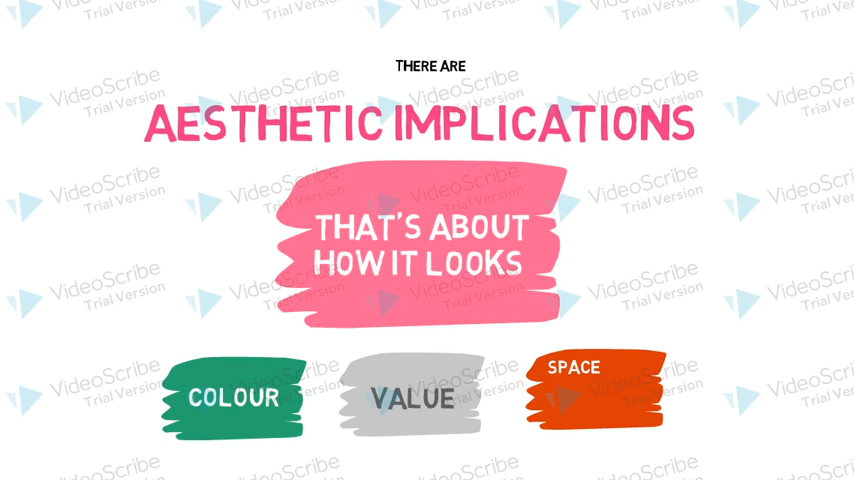 THERE ARE
AESTHETIC IMPLICATIONS
THAT'S ABOUT
HOW IT LOOKS
COLOUR
VALUE
SPACE
VideoScribe
Trial Version